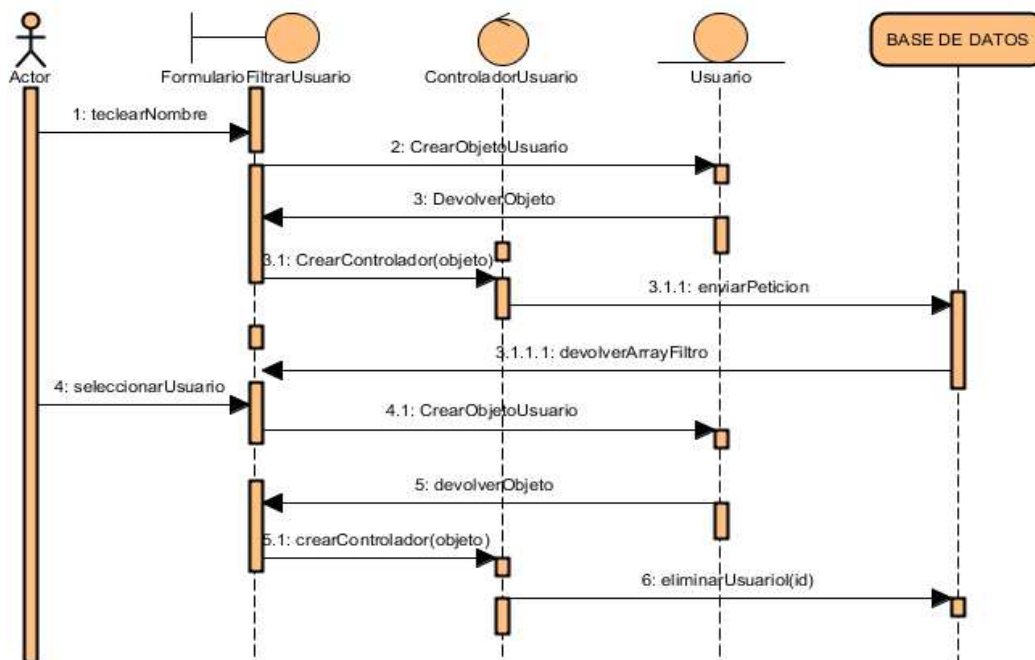 BASE DE DATOS
Actor
FormularioFiltrarUsuario
ControladorUsuario
Usuario
1: teclearNombre
2: CrearObjetoUsuario
3: DevolverObjeto
3.1: CrearControlador(objeto)
3.1.1: enviarPeticion
3.1.1.1: devolverArrayFiltro
4: seleccionarUsuario
4.1: CrearObjetoUsuario
5: devolverObjeto
5.1: crearControlador(objeto)
6: eliminarUsuariol(id)